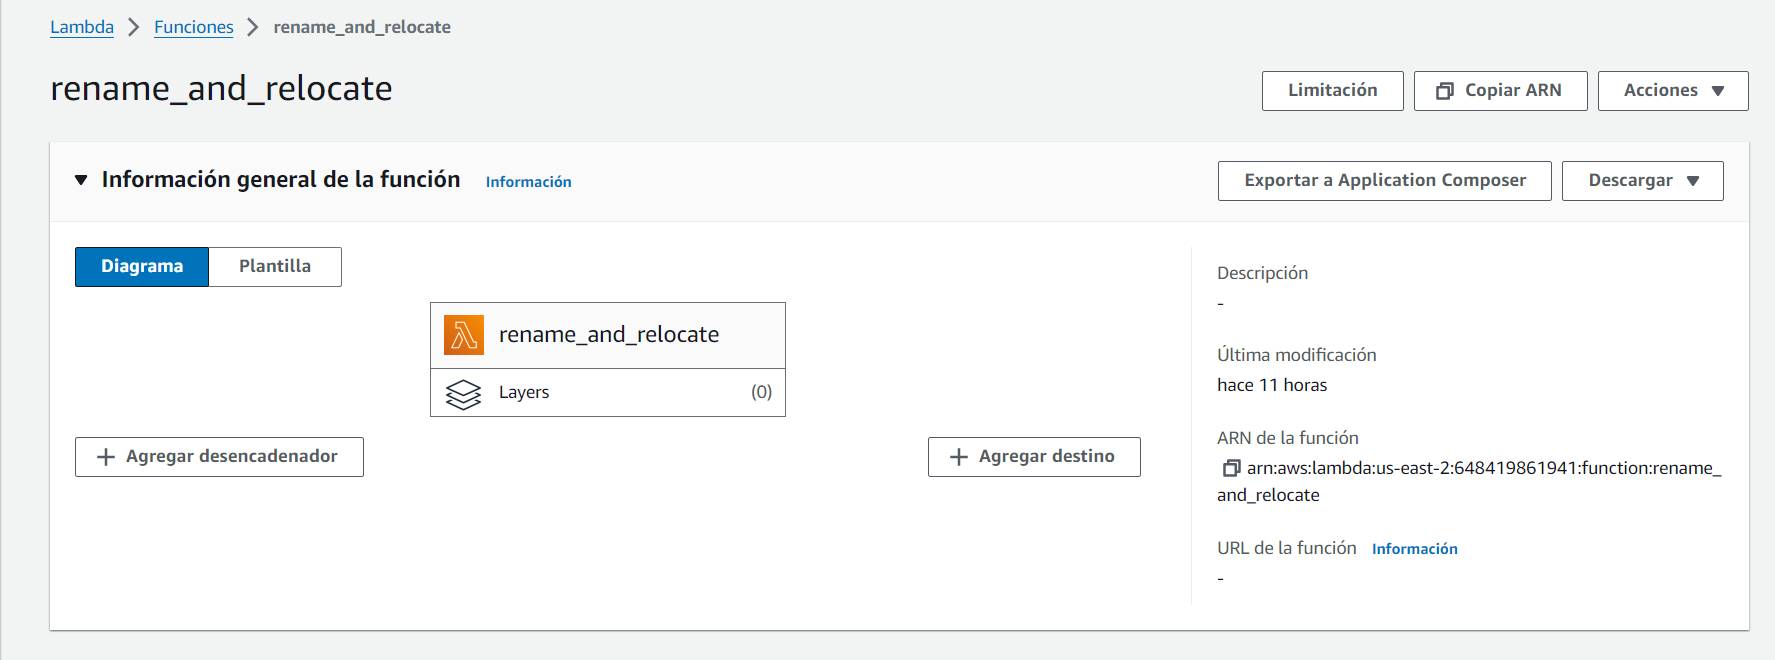 Lambda > Funciones > rename_and_relocate
rename_and_relocate
Limitación
Copiar ARN
Acciones
Información general de la función
Información
Exportar a Application Composer
Descargar
Diagrama
Plantilla
rename_and_relocate
Layers
(0)
Agregar desencadenador
Agregar destino
Descripción
-
Última modificación
hace 11 horas
ARN de la función
arn:aws:lambda:us-east-2:648419861941:function:rename_
and_relocate
URL de la función
Información
-